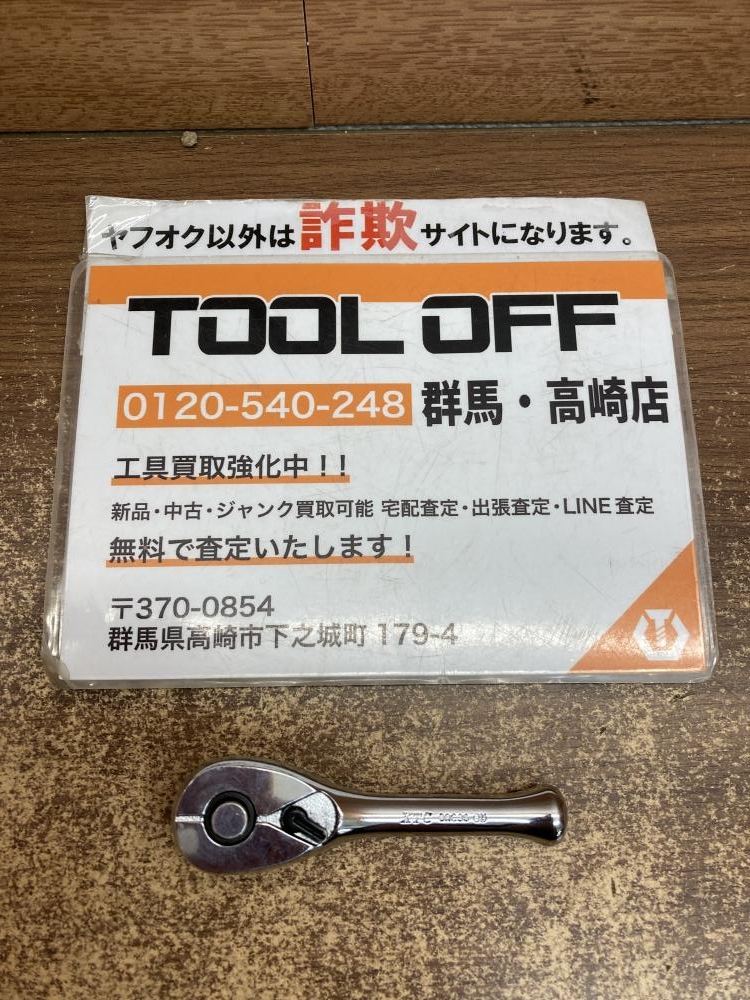 ヤフオク以外は詐欺サイトになります。
TOOL OFF
0120-540-248 群馬・高崎店
工具買取強化中！！
新品・中古・ジャンク買取可能 宅配査定・出張査定・LINE査定
無料で査定いたします！
〒370-0854
群馬県高崎市下之城町 179-4
KTC